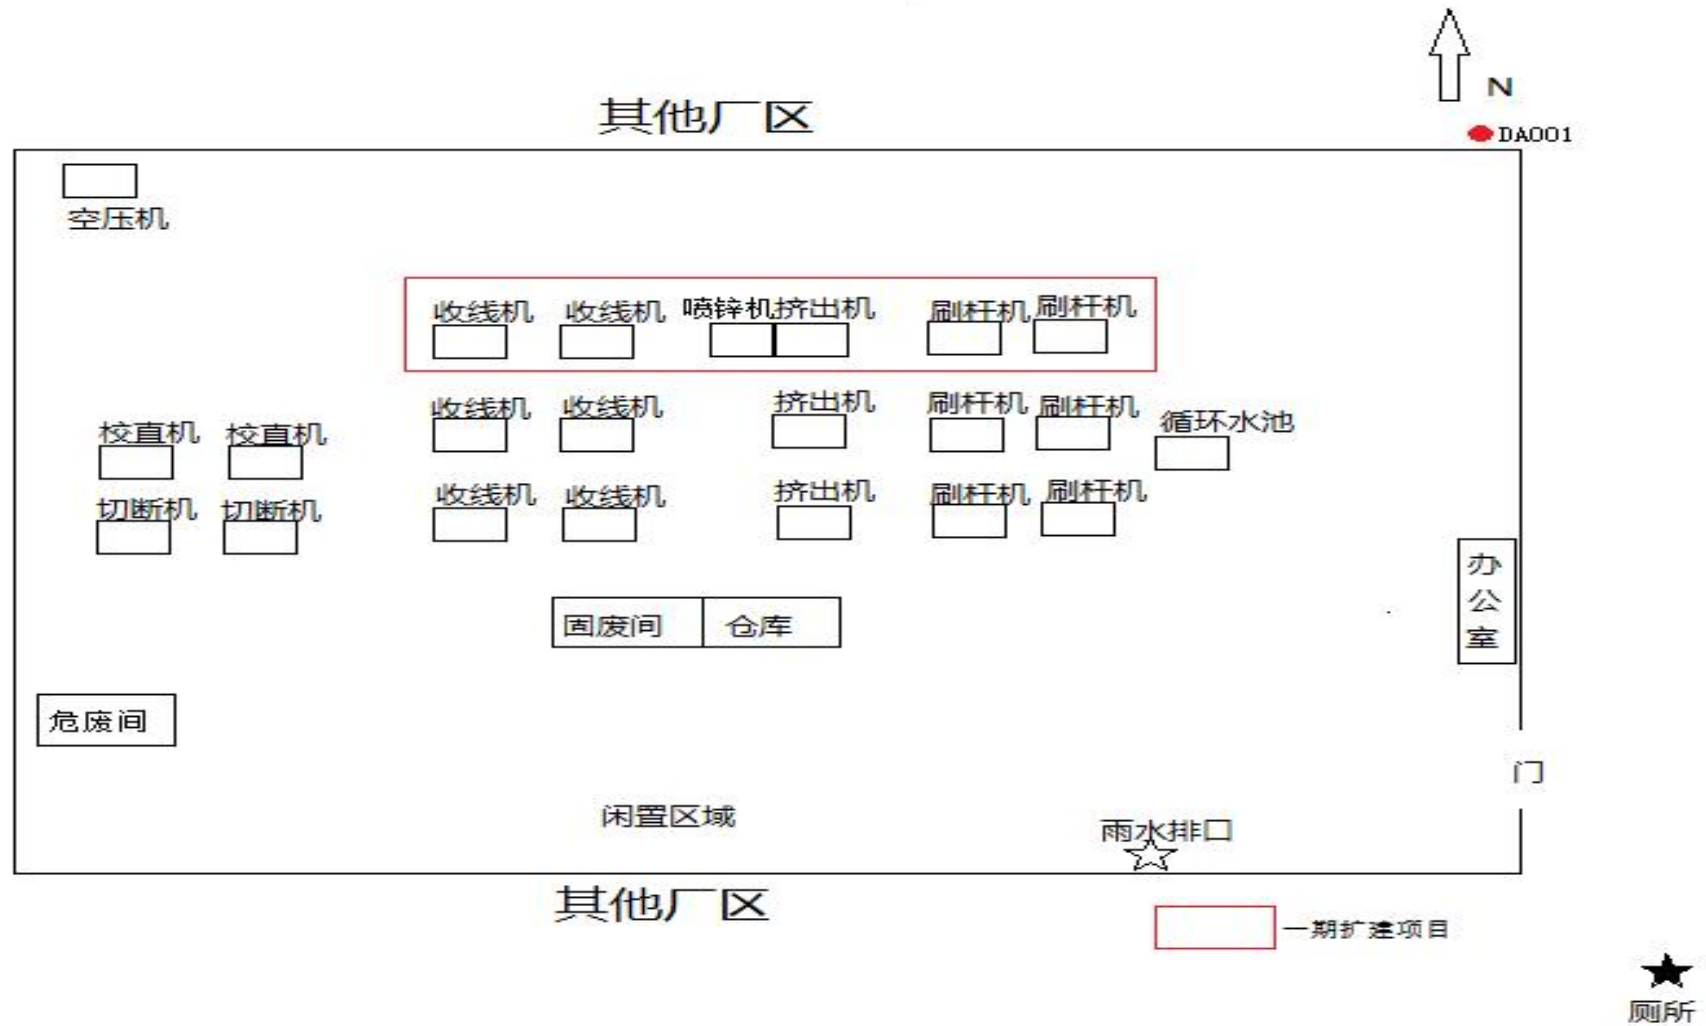 N
其他厂区
DA001
空压机
收线机 收线机 喷锌机 挤出机 刷杆机 刷杆机
收线机 收线机 挤出机 刷杆机 刷杆机 循环水池
校直机 校直机
收线机 收线机 挤出机 刷杆机 刷杆机
切断机 切断机
办公室
固废间 仓库
危废间
门
闲置区域
雨水排口
其他厂区
一期扩建项目
厕所